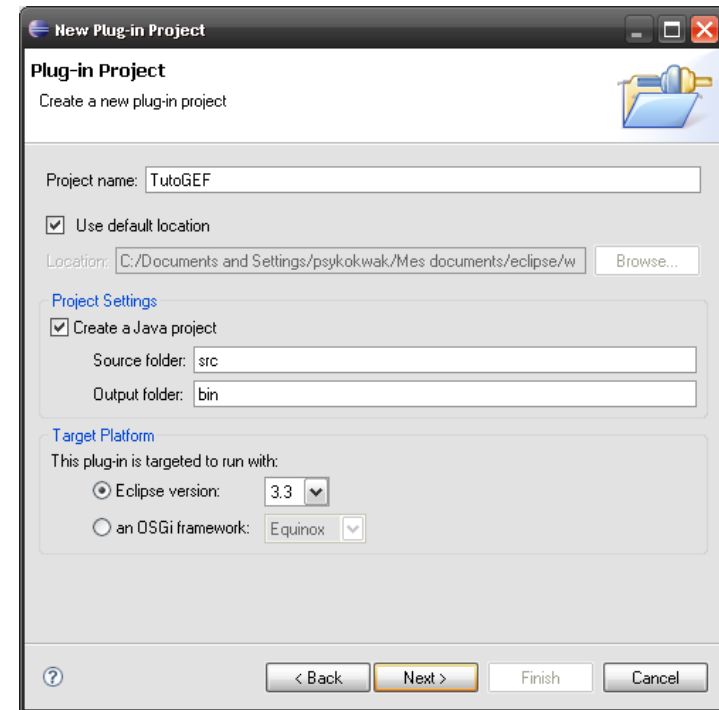 New Plug-in Project
Plug-in Project
Create a new plug-in project
Project name: TutoGEF
Use default location
Location: C:/Documents and Settings/psykokwak/Mes documents/eclipse/w Browse...
Project Settings
Create a Java project
Source folder: src
Output folder: bin
Target Platform
This plug-in is targeted to run with:
Eclipse version: 3.3
an OSGi framework: Equinox
? < Back Next > Finish Cancel